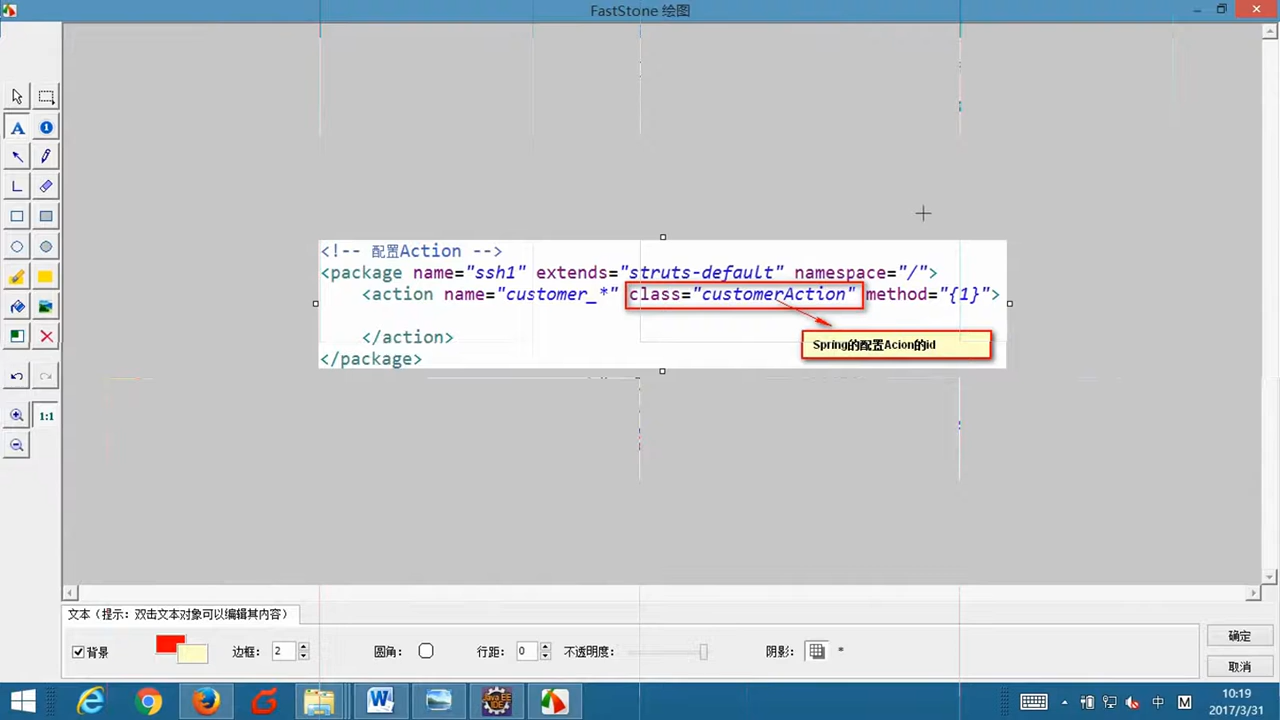 FastStone 绘图
A
1
<!-- 配置Action -->
<package name="ssh1" extends="struts-default" namespace="/">
<action name="customer_*" class="customerAction" method="{1}">
</action>
Spring的配置Acion的id
</package>
1:1
文本（提示：双击文本对象可以编辑其内容）
背景 边框： 2 圆角： 行距： 0 不透明度： 阴影： *
确定
取消
中 M
10:19
2017/3/31